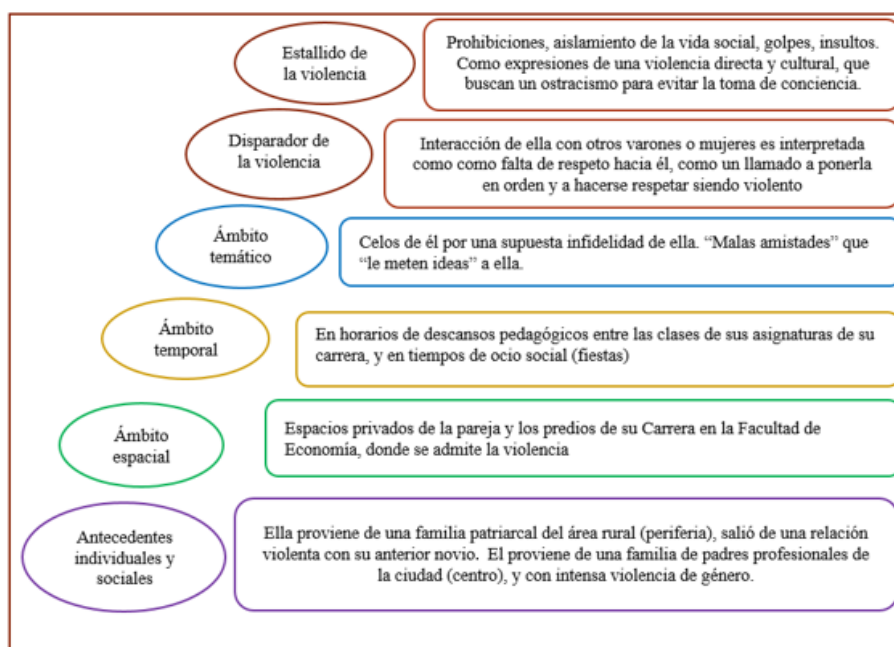 Estallido de
la violencia
Prohibiciones, aislamiento de la vida social, golpes, insultos.
Como expresiones de una violencia directa y cultural, que
buscan un ostracismo para evitar la toma de conciencia.
Disparador de
la violencia
Interacción de ella con otros varones o mujeres es interpretada
como como falta de respeto hacia él, como un llamado a ponerla
en orden y a hacerse respetar siendo violento
Ámbito
temático
Celos de él por una supuesta infidelidad de ella. “Malas amistades” que
“le meten ideas” a ella.
Ámbito
temporal
En horarios de descansos pedagógicos entre las clases de sus asignaturas de su
carrera, y en tiempos de ocio social (fiestas)
Ámbito
espacial
Espacios privados de la pareja y los predios de su Carrera en la Facultad de
Economía, donde se admite la violencia
Antecedentes
individuales y
sociales
Ella proviene de una familia patriarcal del área rural (periferia), salió de una relación
violenta con su anterior novio. El proviene de una familia de padres profesionales de
la ciudad (centro), y con intensa violencia de género.